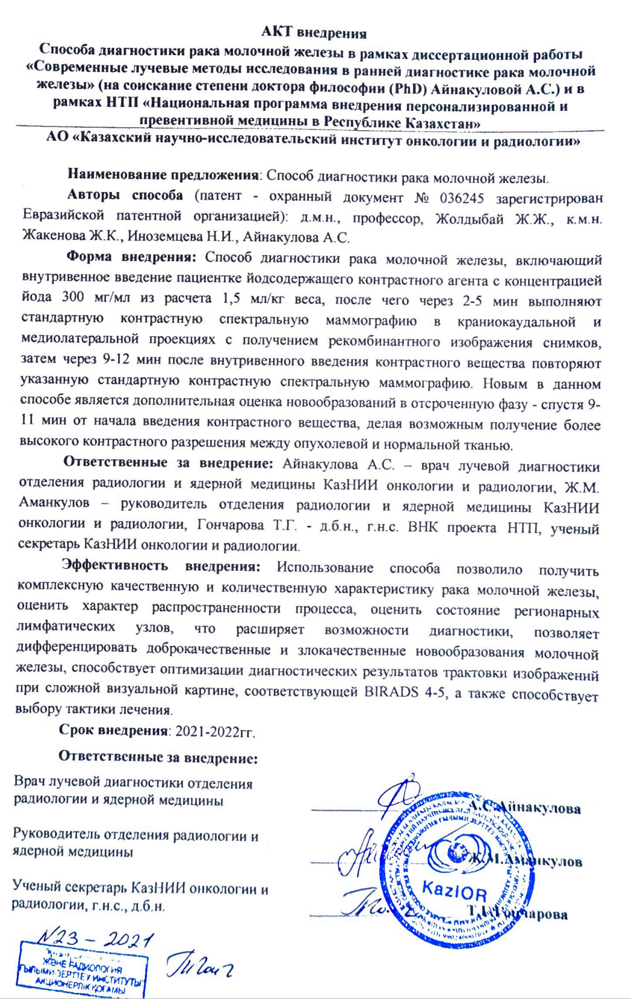 АКТ внедрения
Способа диагностики рака молочной железы в рамках диссертационной работы
«Современные лучевые методы исследования в ранней диагностике рака молочной
железы» (на соискание степени доктора философии (PhD) Айнакуловой А.С.) и в
рамках НТП «Национальная программа внедрения персонализированной и
превентивной медицины в Республике Казахстан»
АО «Казахский научно-исследовательский институт онкологии и радиологии»
Наименование предложения: Способ диагностики рака молочной железы.
Авторы способа (патент - охранный документ № 036245 зарегистрирован
Евразийской патентной организацией): д.м.н., профессор, Жолдыбай Ж.Ж., к.м.н.
Жакенова Ж.К., Иноземцева Н.И., Айнакулова А.С.
Форма внедрения: Способ диагностики рака молочной железы, включающий
внутривенное введение пациентке йодсодержащего контрастного агента с концентрацией
йода 300 мг/мл из расчета 1,5 мл/кг веса, после чего через 2-5 мин выполняют
стандартную контрастную спектральную маммографию в краниокаудальной и
медиолатеральной проекциях с получением рекомбинантного изображения снимков,
затем через 9-12 мин после внутривенного введения контрастного вещества повторяют
указанную стандартную контрастную спектральную маммографию. Новым в данном
способе является дополнительная оценка новообразований в отсроченную фазу - спустя 9-
11 мин от начала введения контрастного вещества, делая возможным получение более
высокого контрастного разрешения между опухолевой и нормальной тканью.
Ответственные за внедрение: Айнакулова А.С. – врач лучевой диагностики
отделения радиологии и ядерной медицины КазНИИ онкологии и радиологии, Ж.М.
Аманкулов – руководитель отделения радиологии и ядерной медицины КазНИИ
онкологии и радиологии, Гончарова Т.Г. - д.б.н., г.н.с. ВНК проекта НТП, ученый
секретарь КазНИИ онкологии и радиологии.
Эффективность внедрения: Использование способа позволило получить
комплексную качественную и количественную характеристику рака молочной железы,
оценить характер распространенности процесса, оценить состояние регионарных
лимфатических узлов, что расширяет возможности диагностики, позволяет
дифференцировать доброкачественные и злокачественные новообразования молочной
железы, способствует оптимизации диагностических результатов трактовки изображений
при сложной визуальной картине, соответствующей BIRADS 4-5, а также способствует
выбору тактики лечения.
Срок внедрения: 2021-2022гг.
Ответственные за внедрение:
Врач лучевой диагностики отделения
радиологии и ядерной медицины
А.С.Айнакулова
Руководитель отделения радиологии и
ядерной медицины
Ж.М.Аманкулов
KazIOR
Ученый секретарь КазНИИ онкологии и
радиологии, г.н.с., д.б.н.
Т.Г.Гончарова
N23 – 2021
ЖӘНЕ РАДИОЛОГИЯ
ҒЫЛЫМИ-ЗЕРТТЕУ ИНСТИТУТЫ"
АКЦИОНЕРЛІК ҚОҒАМЫ